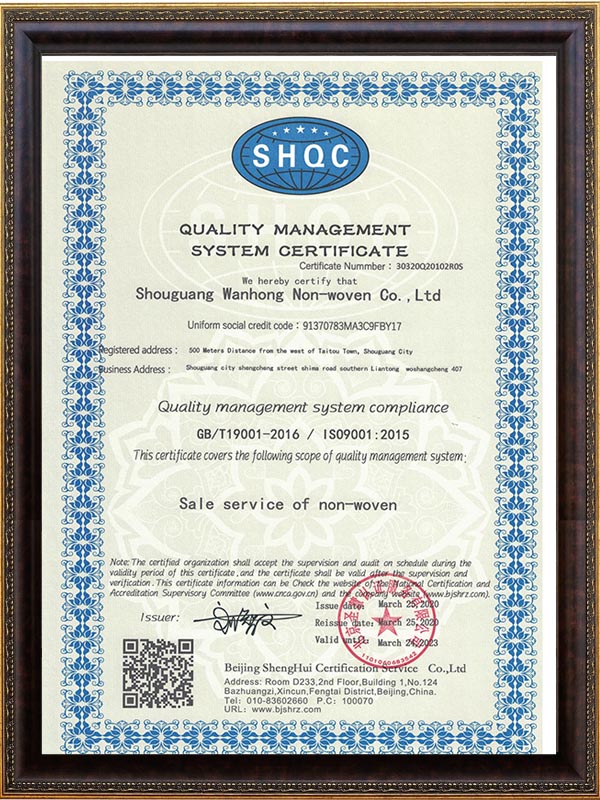 SHQC
QUALITY MANAGEMENT
SYSTEM CERTIFICATE
Certificate Nummber: 30320Q20102R0S
We hereby certify that
Shouguang Wanhong Non-woven Co.,Ltd
Uniform social credit code: 91370783MA3C9FBY17
Registered address: 500 Meters Distance from the west of Taitou Town, Shouguang City
Business Address: Shouguang city shengcheng street shima road southern Liantong woshangcheng 407
Quality management system compliance
GB/T19001-2016 / ISO9001:2015
This certificate covers the following scope of quality management system:
Sale service of non-woven
Note: The certified organization shall accept the supervision and audit on schedule during the
validity period of this certificate, and the certificate shall be valid after the supervision and
verification. This certificate information can be Check the website of the National Certification and
Accreditation Supervisory Committee (www.cnca.gov.cn) and the company website (www.bjshrz.com).
Issuer:
Issue date: March 25,2020
Reissue date: March 25,2020
Valid until: March 24,2023
Beijing ShengHui Certification Service Co.,Ltd
Address: Room D233,2nd Floor,Building 1,No.124
Bazhuangzi,Xincun,Fengtai District,Beijing,China.
Tel: 010-83602660 P.C: 100070
URL: www.bjshrz.com